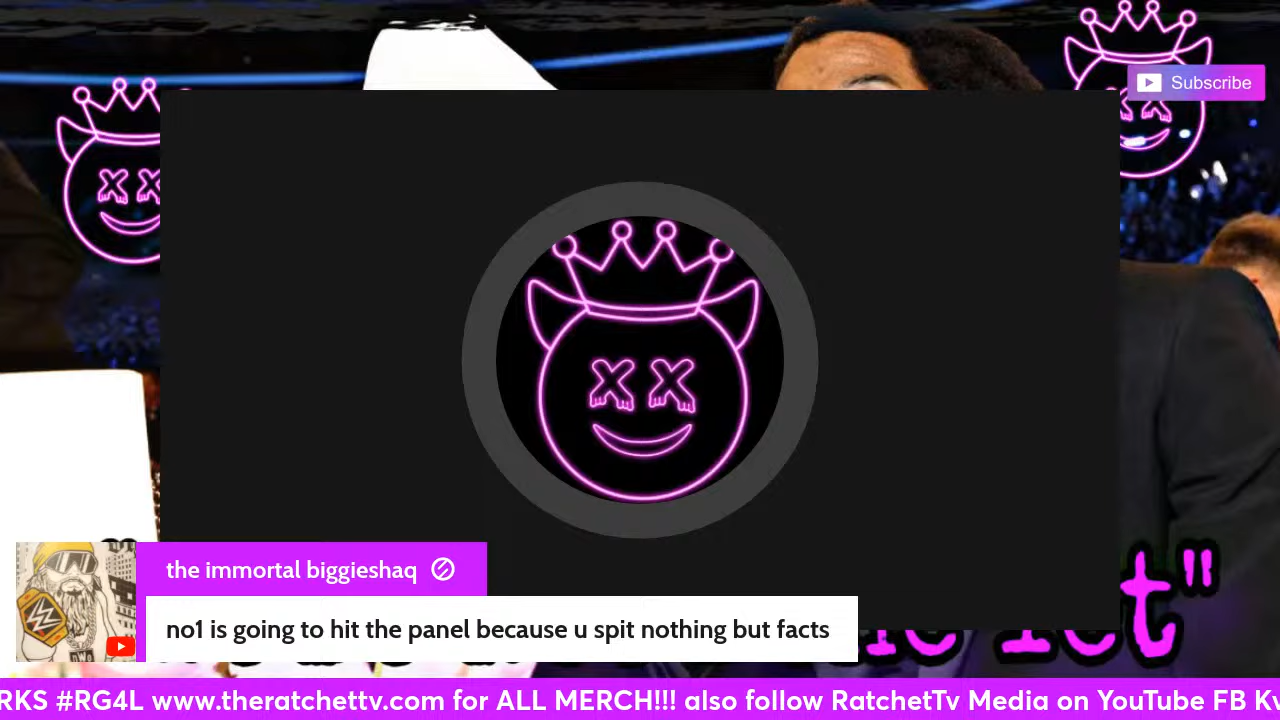 Subscribe
the immortal biggieshaq
no1 is going to hit the panel because u spit nothing but facts
RKS #RG4L www.theratchettv.com for ALL MERCH!!! also follow RatchetTv Media on YouTube FB Kv